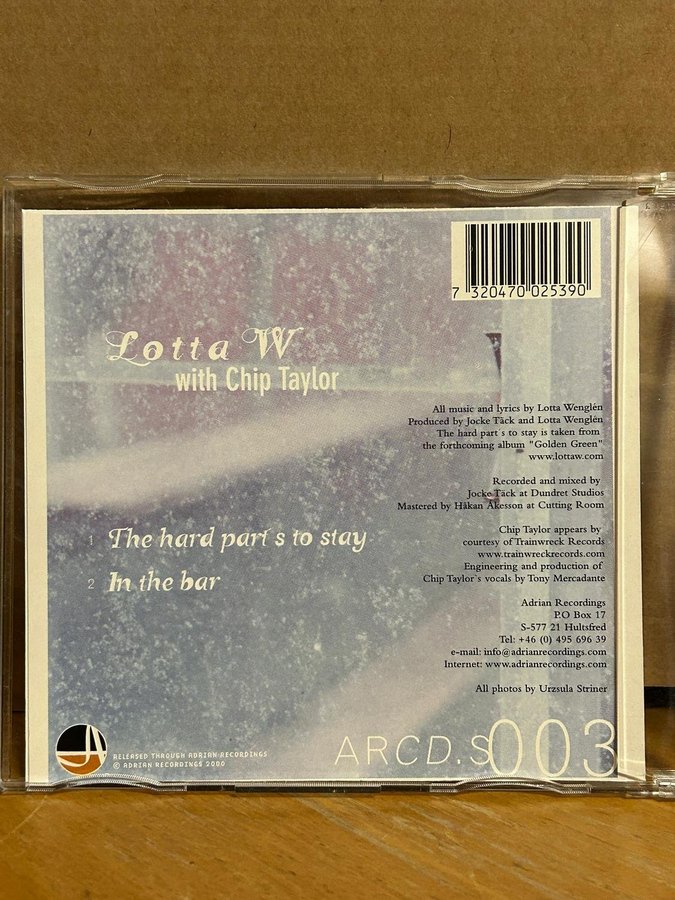 7 320470 025390
Lotta W
with Chip Taylor
All music and lyrics by Lotta Wenglén
Produced by Jocke Täck and Lotta Wenglén
The hard part´s to stay is taken from
the forthcoming album "Golden Green"
www.lottaw.com
Recorded and mixed by
Jocke Täck at Dundret Studios
Mastered by Håkan Åkesson at Cutting Room
Chip Taylor appears by
courtesy of Trainwreck Records
www.trainwreckrecords.com
Engineering and production of
Chip Taylor`s vocals by Tony Mercadante
1 The hard part´s to stay
2 In the bar
Adrian Recordings
P.O Box 17
S-577 21 Hultsfred
Tel: +46 (0) 495 696 39
e-mail: info@adrianrecordings.com
Internet: www.adrianrecordings.com
All photos by Urzsula Striner
RELEASED THROUGH ADRIAN RECORDINGS
© ADRIAN RECORDINGS 2000
ARCD.S003